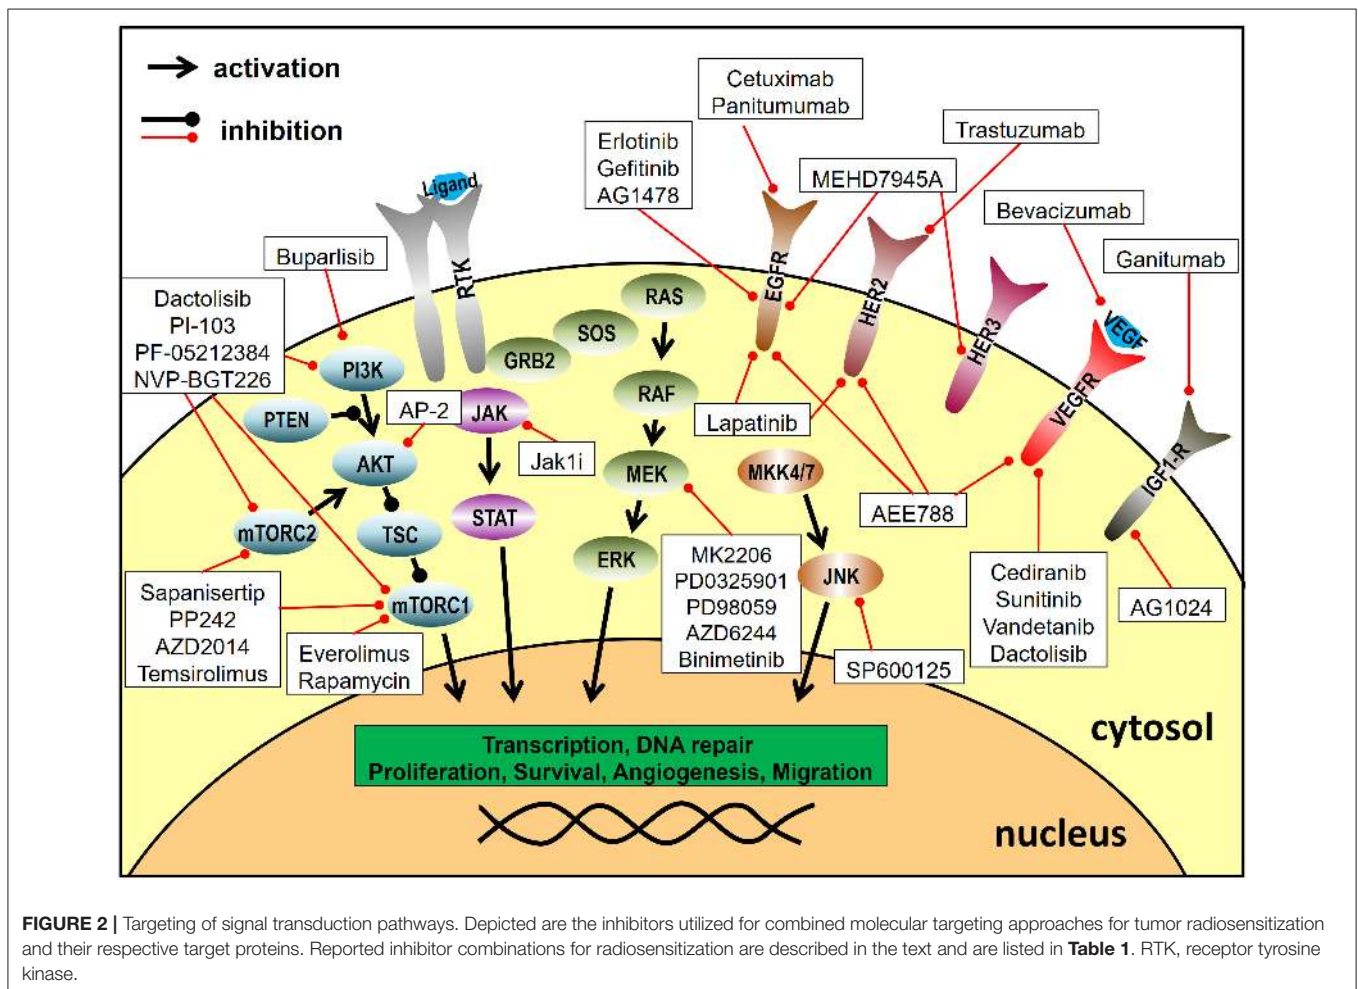 activation
inhibition
Cetuximab
Panitumumab
Erlotinib
Gefitinib
AG1478
MEHD7945A
Trastuzumab
Bevacizumab
Ganitumab
Ligand
RTK
Buparlisib
Dactolisib
PI-103
PF-05212384
NVP-BGT226
PI3K
PTEN
AKT
AP-2
JAK
Jak1i
STAT
GRB2
SOS
RAS
RAF
MEK
ERK
EGFR
HER2
HER3
VEGF
VEGFR
IGF1-R
Lapatinib
MKK4/7
AEE788
mTORC2
TSC
mTORC1
Sapanisertip
PP242
AZD2014
Temsirolimus
Everolimus
Rapamycin
MK2206
PD0325901
PD98059
AZD6244
Binimetinib
JNK
SP600125
Cediranib
Sunitinib
Vandetanib
Dactolisib
AG1024
cytosol
Transcription, DNA repair
Proliferation, Survival, Angiogenesis, Migration
nucleus
FIGURE 2 | Targeting of signal transduction pathways. Depicted are the inhibitors utilized for combined molecular targeting approaches for tumor radiosensitization
and their respective target proteins. Reported inhibitor combinations for radiosensitization are described in the text and are listed in Table 1. RTK, receptor tyrosine
kinase.